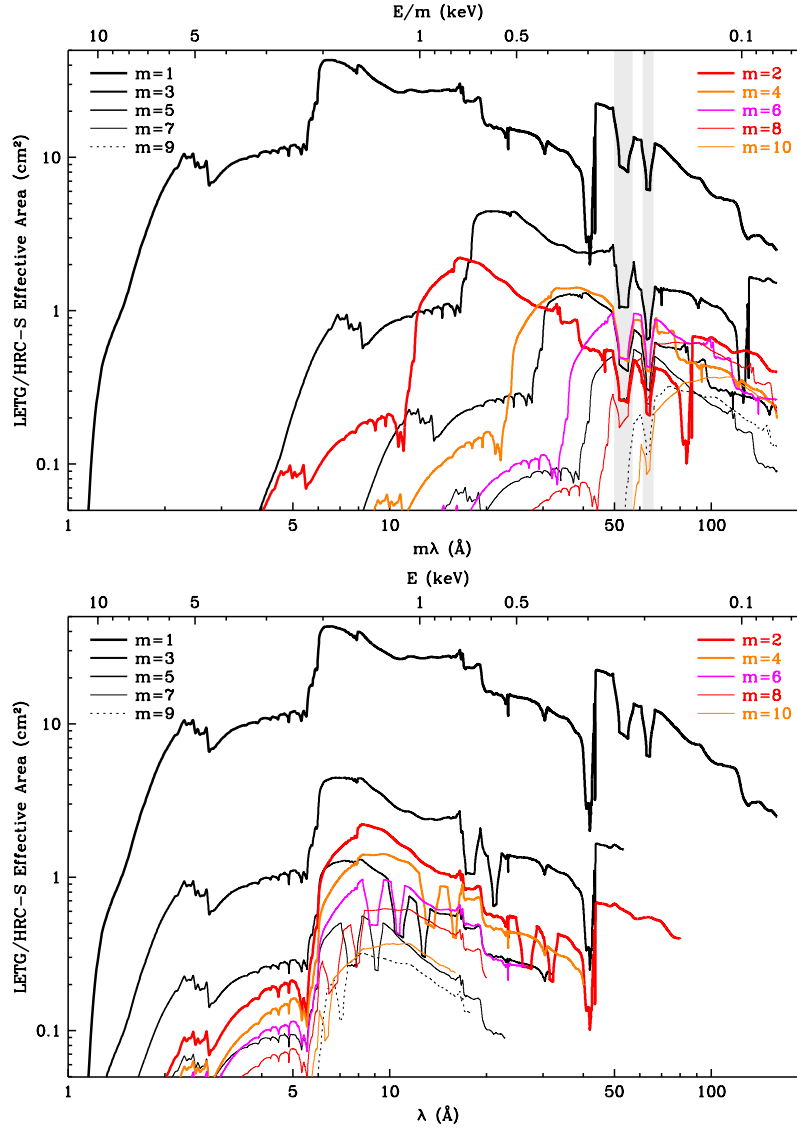 E/m (keV)
10 5 1 0.5 0.1
m=1 m=2
m=3 m=4
m=5 m=6
m=7 m=8
m=9 m=10
10
1
0.1
LETG/HRC-S Effective Area (cm²)
1 5 10 50 100
mλ (Å)
E (keV)
10 5 1 0.5 0.1
m=1 m=2
m=3 m=4
m=5 m=6
m=7 m=8
m=9 m=10
10
1
0.1
LETG/HRC-S Effective Area (cm²)
1 5 10 50 100
λ (Å)